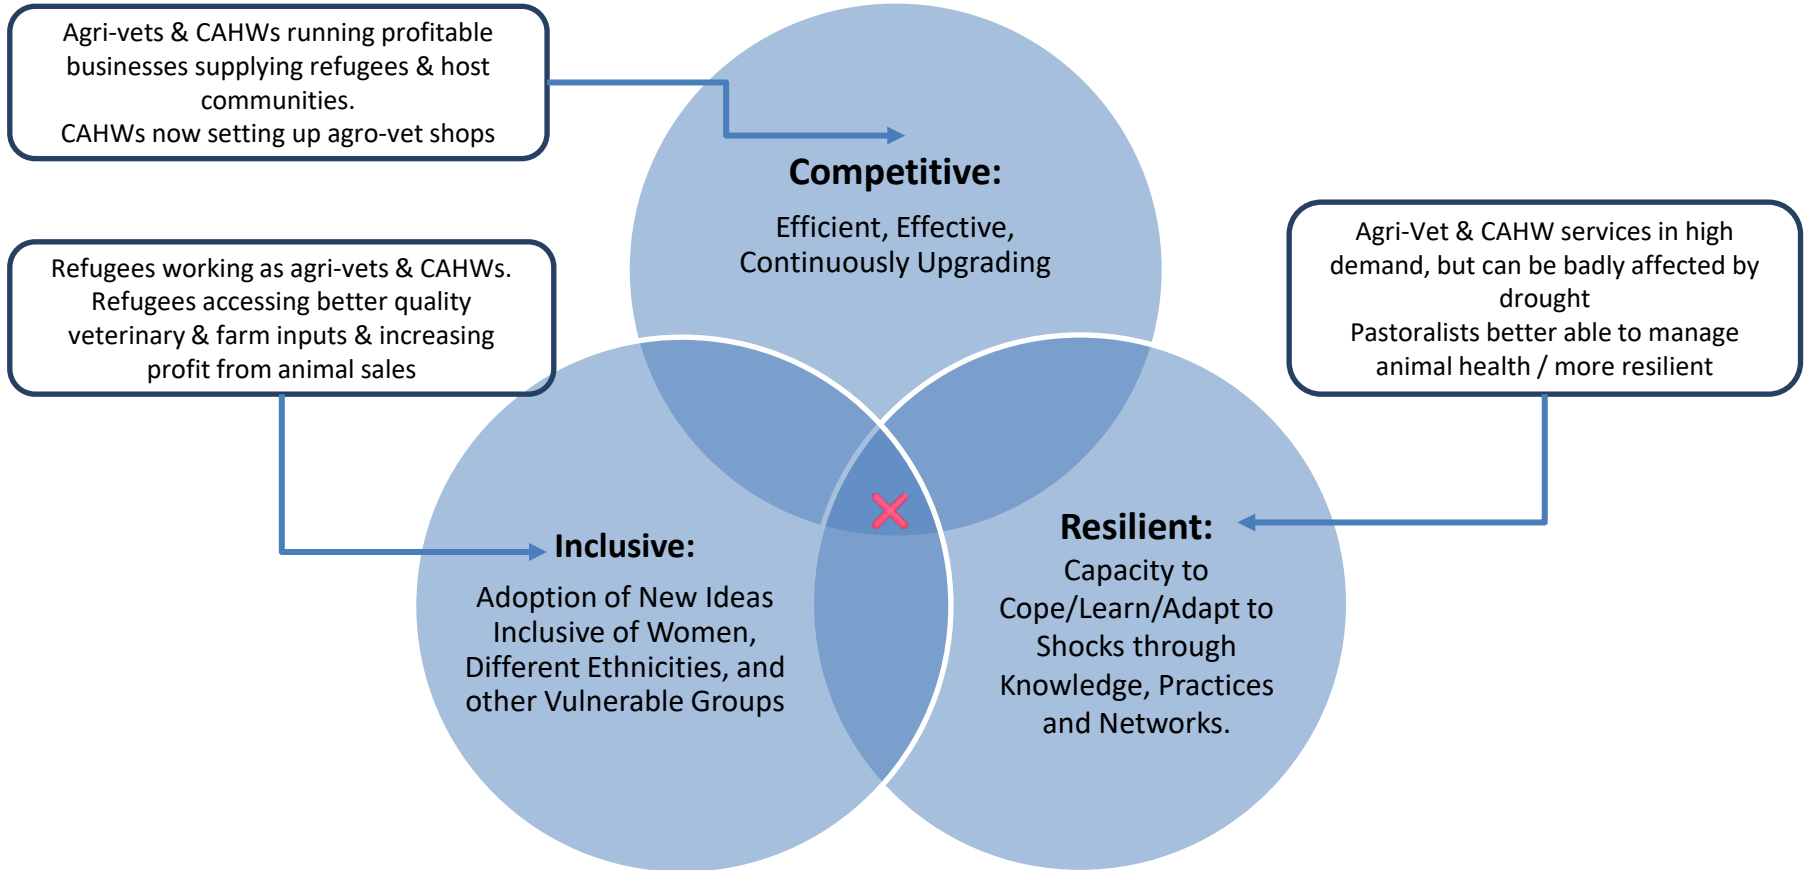 Agri-vets & CAHWs running profitable
businesses supplying refugees & host
communities.
CAHWs now setting up agro-vet shops
Competitive:
Efficient, Effective,
Continuously Upgrading
Refugees working as agri-vets & CAHWs.
Refugees accessing better quality
veterinary & farm inputs & increasing
profit from animal sales
Agri-Vet & CAHW services in high
demand, but can be badly affected by
drought
Pastoralists better able to manage
animal health / more resilient
Inclusive:
Adoption of New Ideas
Inclusive of Women,
Different Ethnicities, and
other Vulnerable Groups
Resilient:
Capacity to
Cope/Learn/Adapt to
Shocks through
Knowledge, Practices
and Networks.